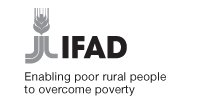 IFAD
Enabling poor rural people
to overcome poverty